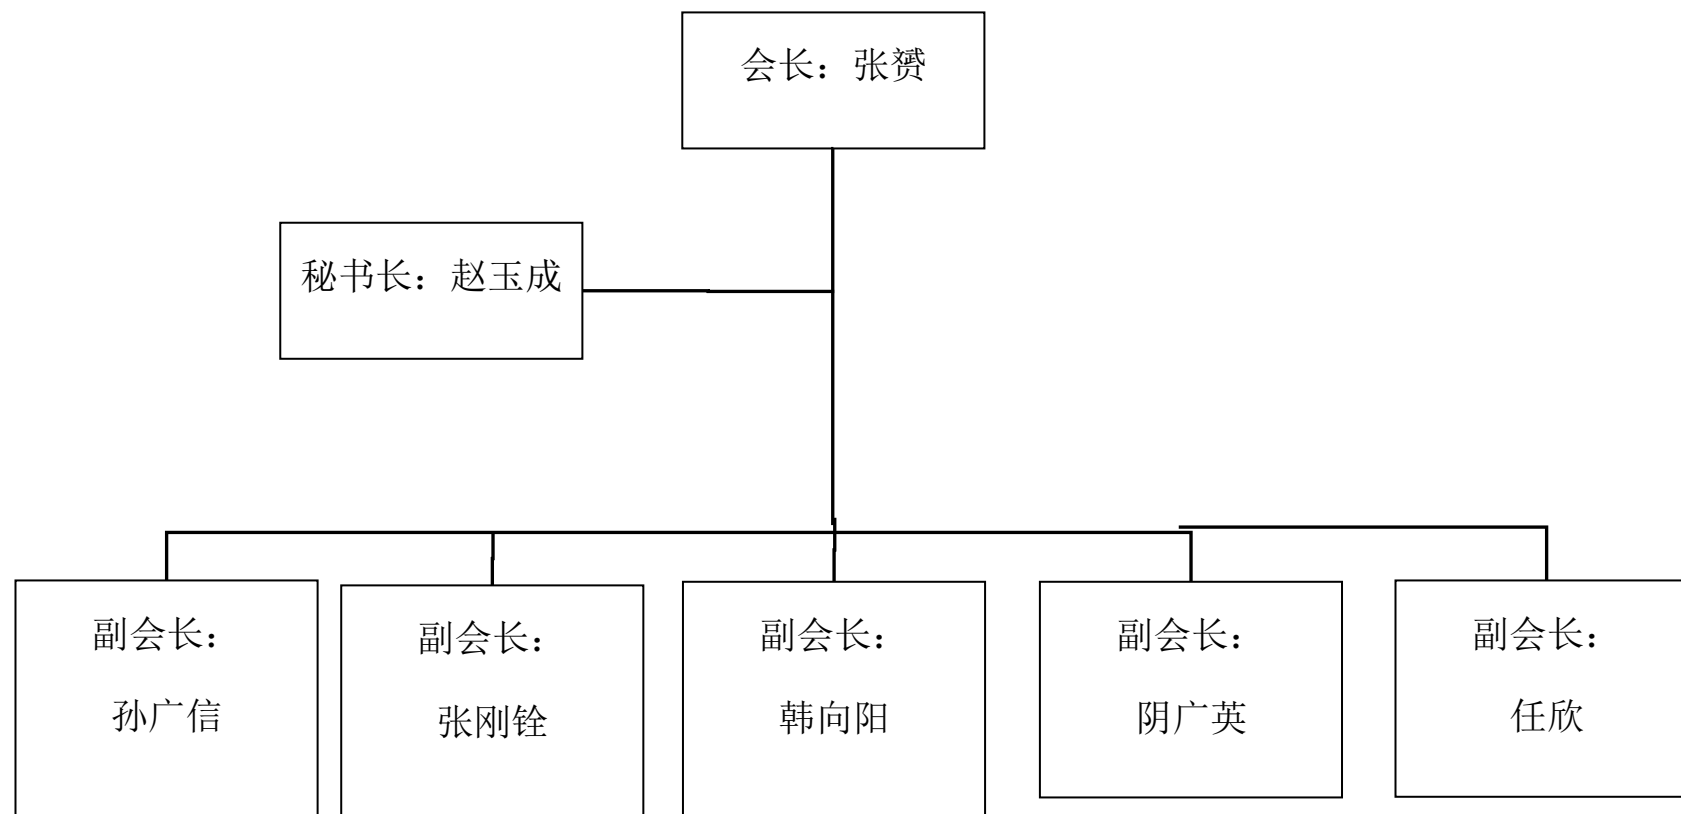 会长：张赟
秘书长：赵玉成
副会长：
孙广信
副会长：
张刚铨
副会长：
韩向阳
副会长：
阴广英
副会长：
任欣